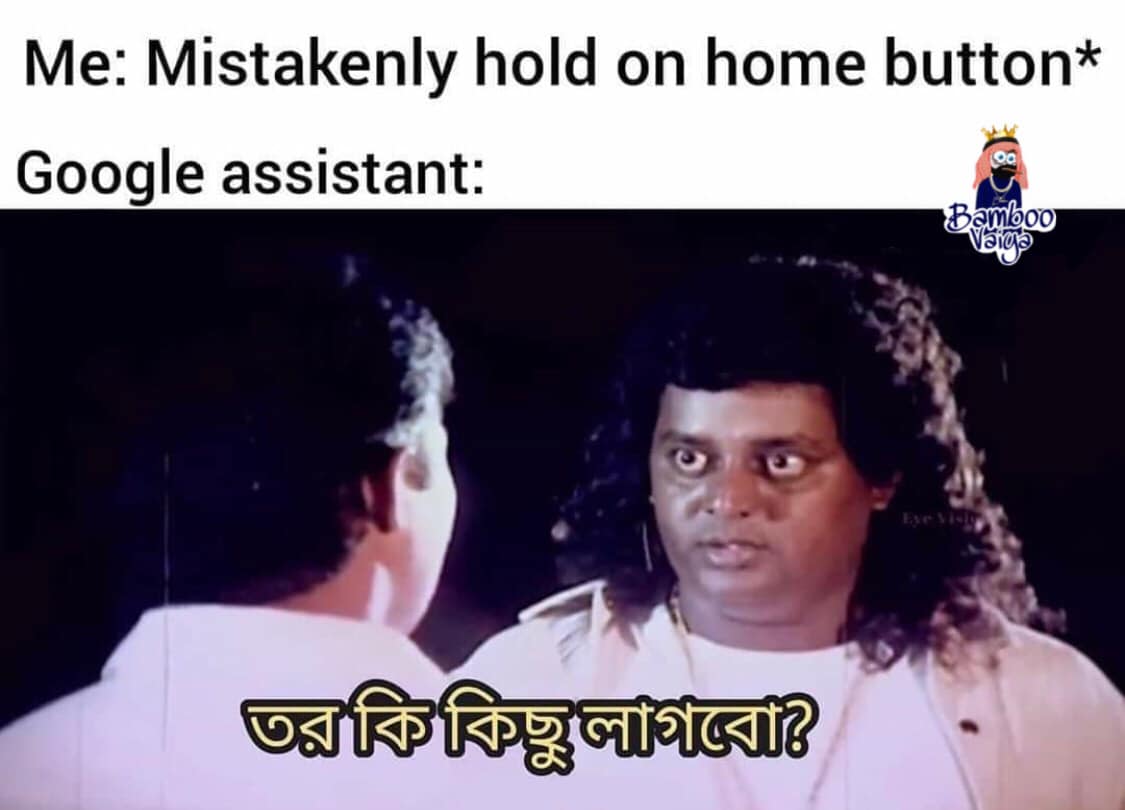 Me: Mistakenly hold on home button*
Google assistant:
Bamboo
Vaiya
তর কি কিছু লাগবো?